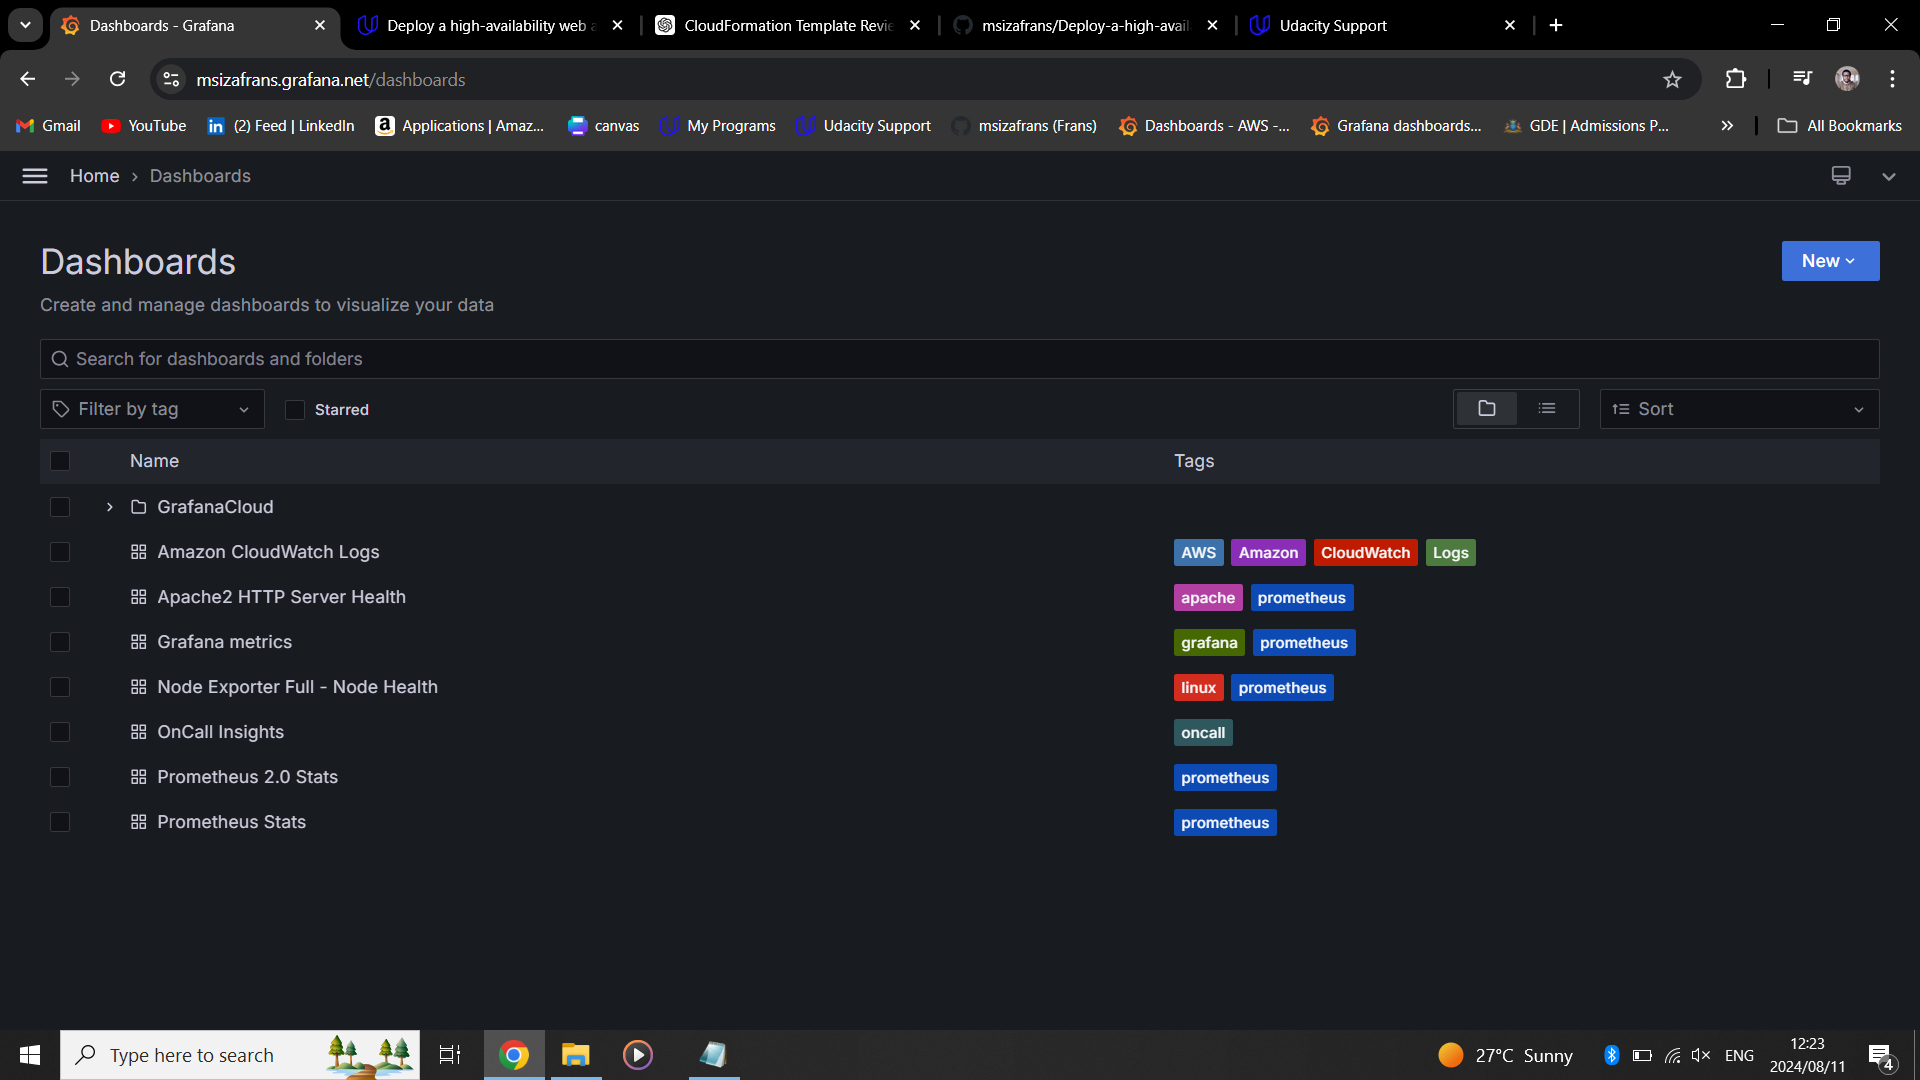 Dashboards - Grafana
Deploy a high-availability web a
CloudFormation Template Revie
msizafrans/Deploy-a-high-avail
Udacity Support
msizafrans.grafana.net/dashboards
Gmail
YouTube
(2) Feed | LinkedIn
Applications | Amaz...
canvas
My Programs
Udacity Support
msizafrans (Frans)
Dashboards - AWS -...
Grafana dashboards...
GDE | Admissions P...
All Bookmarks
Home › Dashboards
Dashboards
New
Create and manage dashboards to visualize your data
Search for dashboards and folders
Filter by tag
Starred
Sort
Name Tags
GrafanaCloud
Amazon CloudWatch Logs AWS Amazon CloudWatch Logs
Apache2 HTTP Server Health apache prometheus
Grafana metrics grafana prometheus
Node Exporter Full - Node Health linux prometheus
OnCall Insights oncall
Prometheus 2.0 Stats prometheus
Prometheus Stats prometheus
Type here to search
27°C Sunny
ENG
12:23
2024/08/11
4